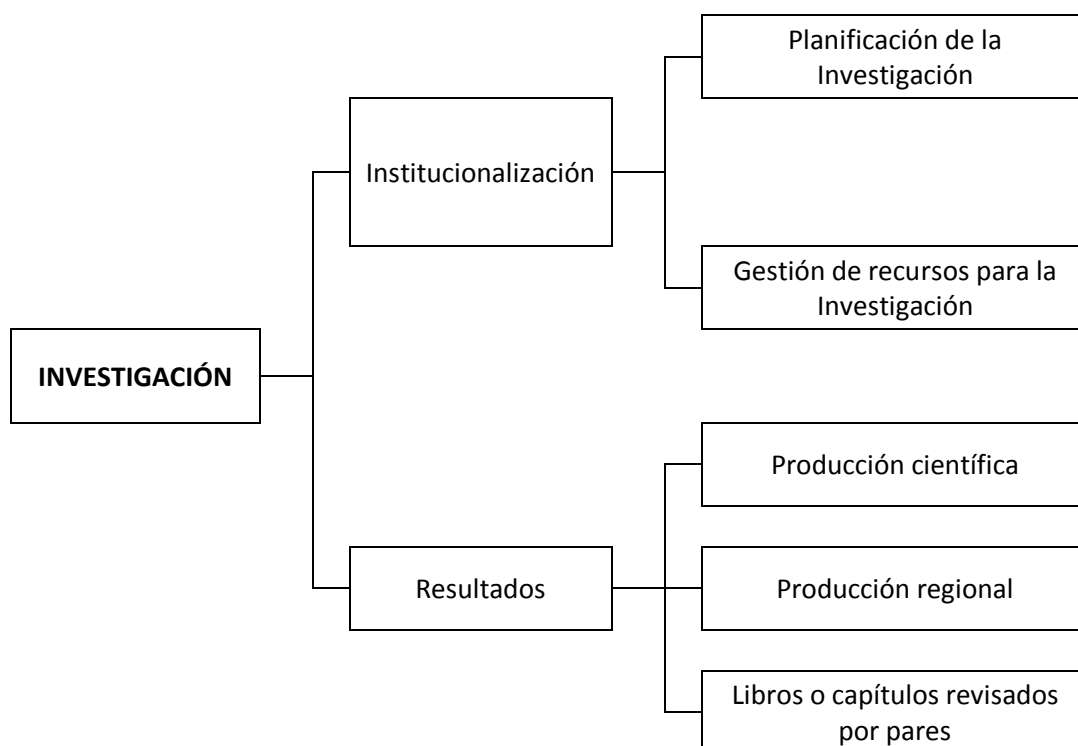 Planificación de la
Investigación
Institucionalización
Gestión de recursos para la
Investigación
INVESTIGACIÓN
Producción científica
Resultados
Producción regional
Libros o capítulos revisados
por pares